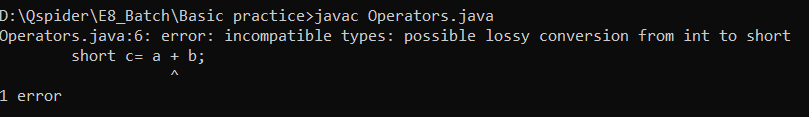 D:\Qspider\E8_Batch\Basic practice>javac Operators.java
Operators.java:6: error: incompatible types: possible lossy conversion from int to short
        short c= a + b;
                   ^
1 error